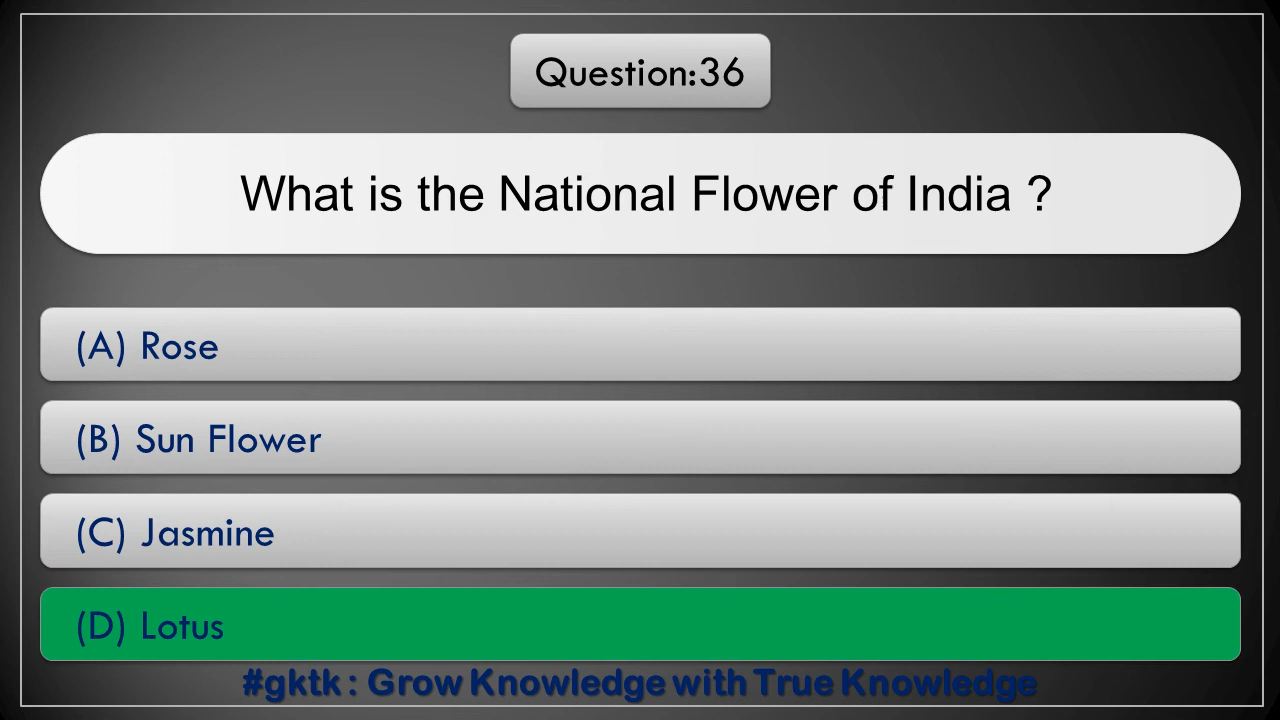 Question:36
What is the National Flower of India ?
(A) Rose
(B) Sun Flower
(C) Jasmine
(D) Lotus
#gktk : Grow Knowledge with True Knowledge